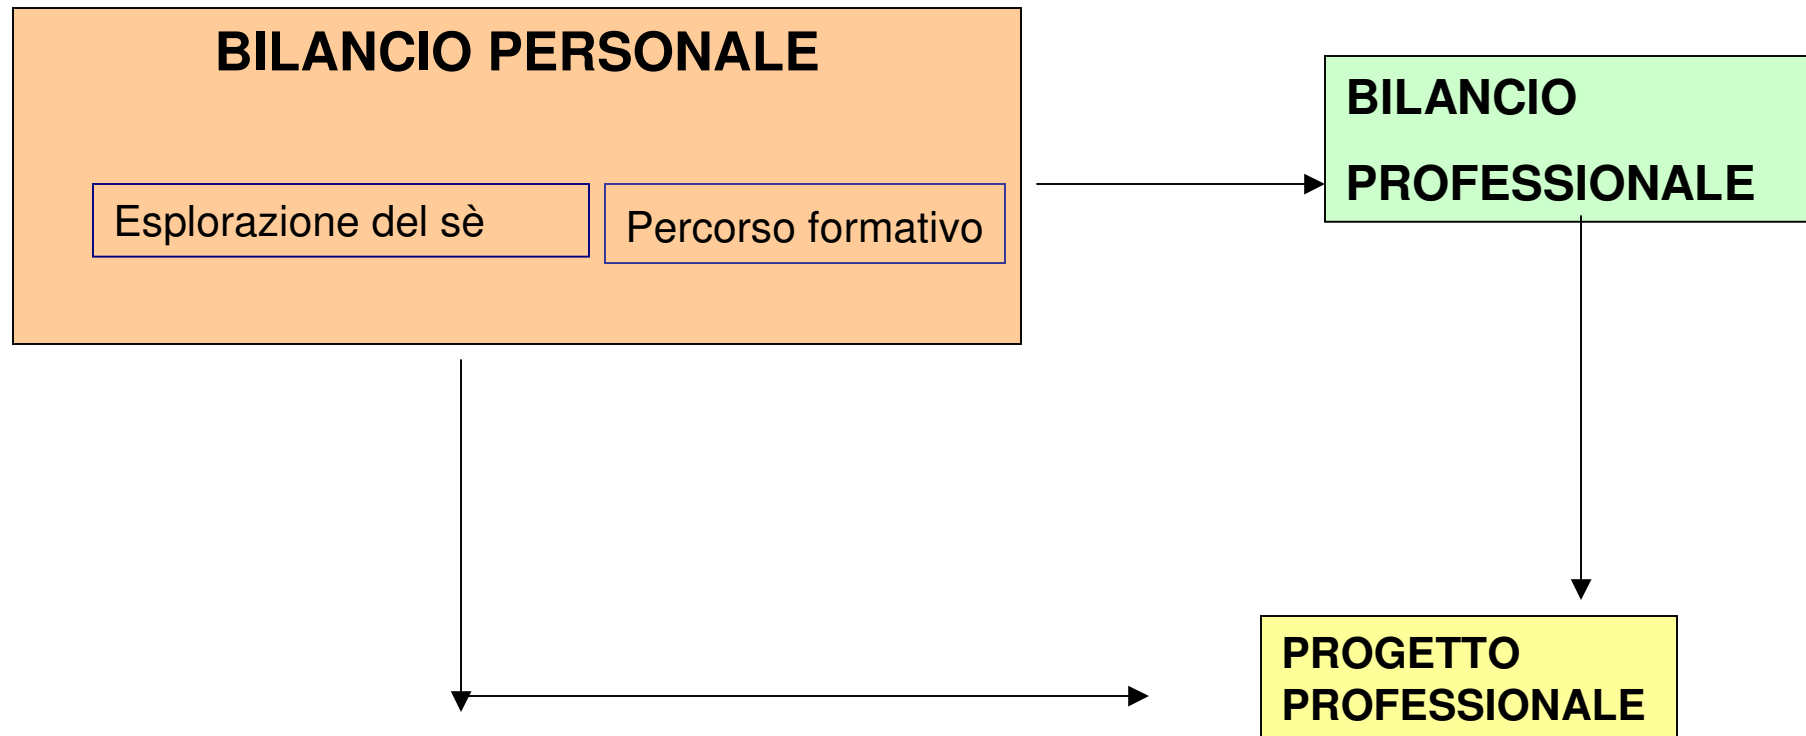 BILANCIO PERSONALE
Esplorazione del sè
Percorso formativo
BILANCIO
PROFESSIONALE
PROGETTO
PROFESSIONALE